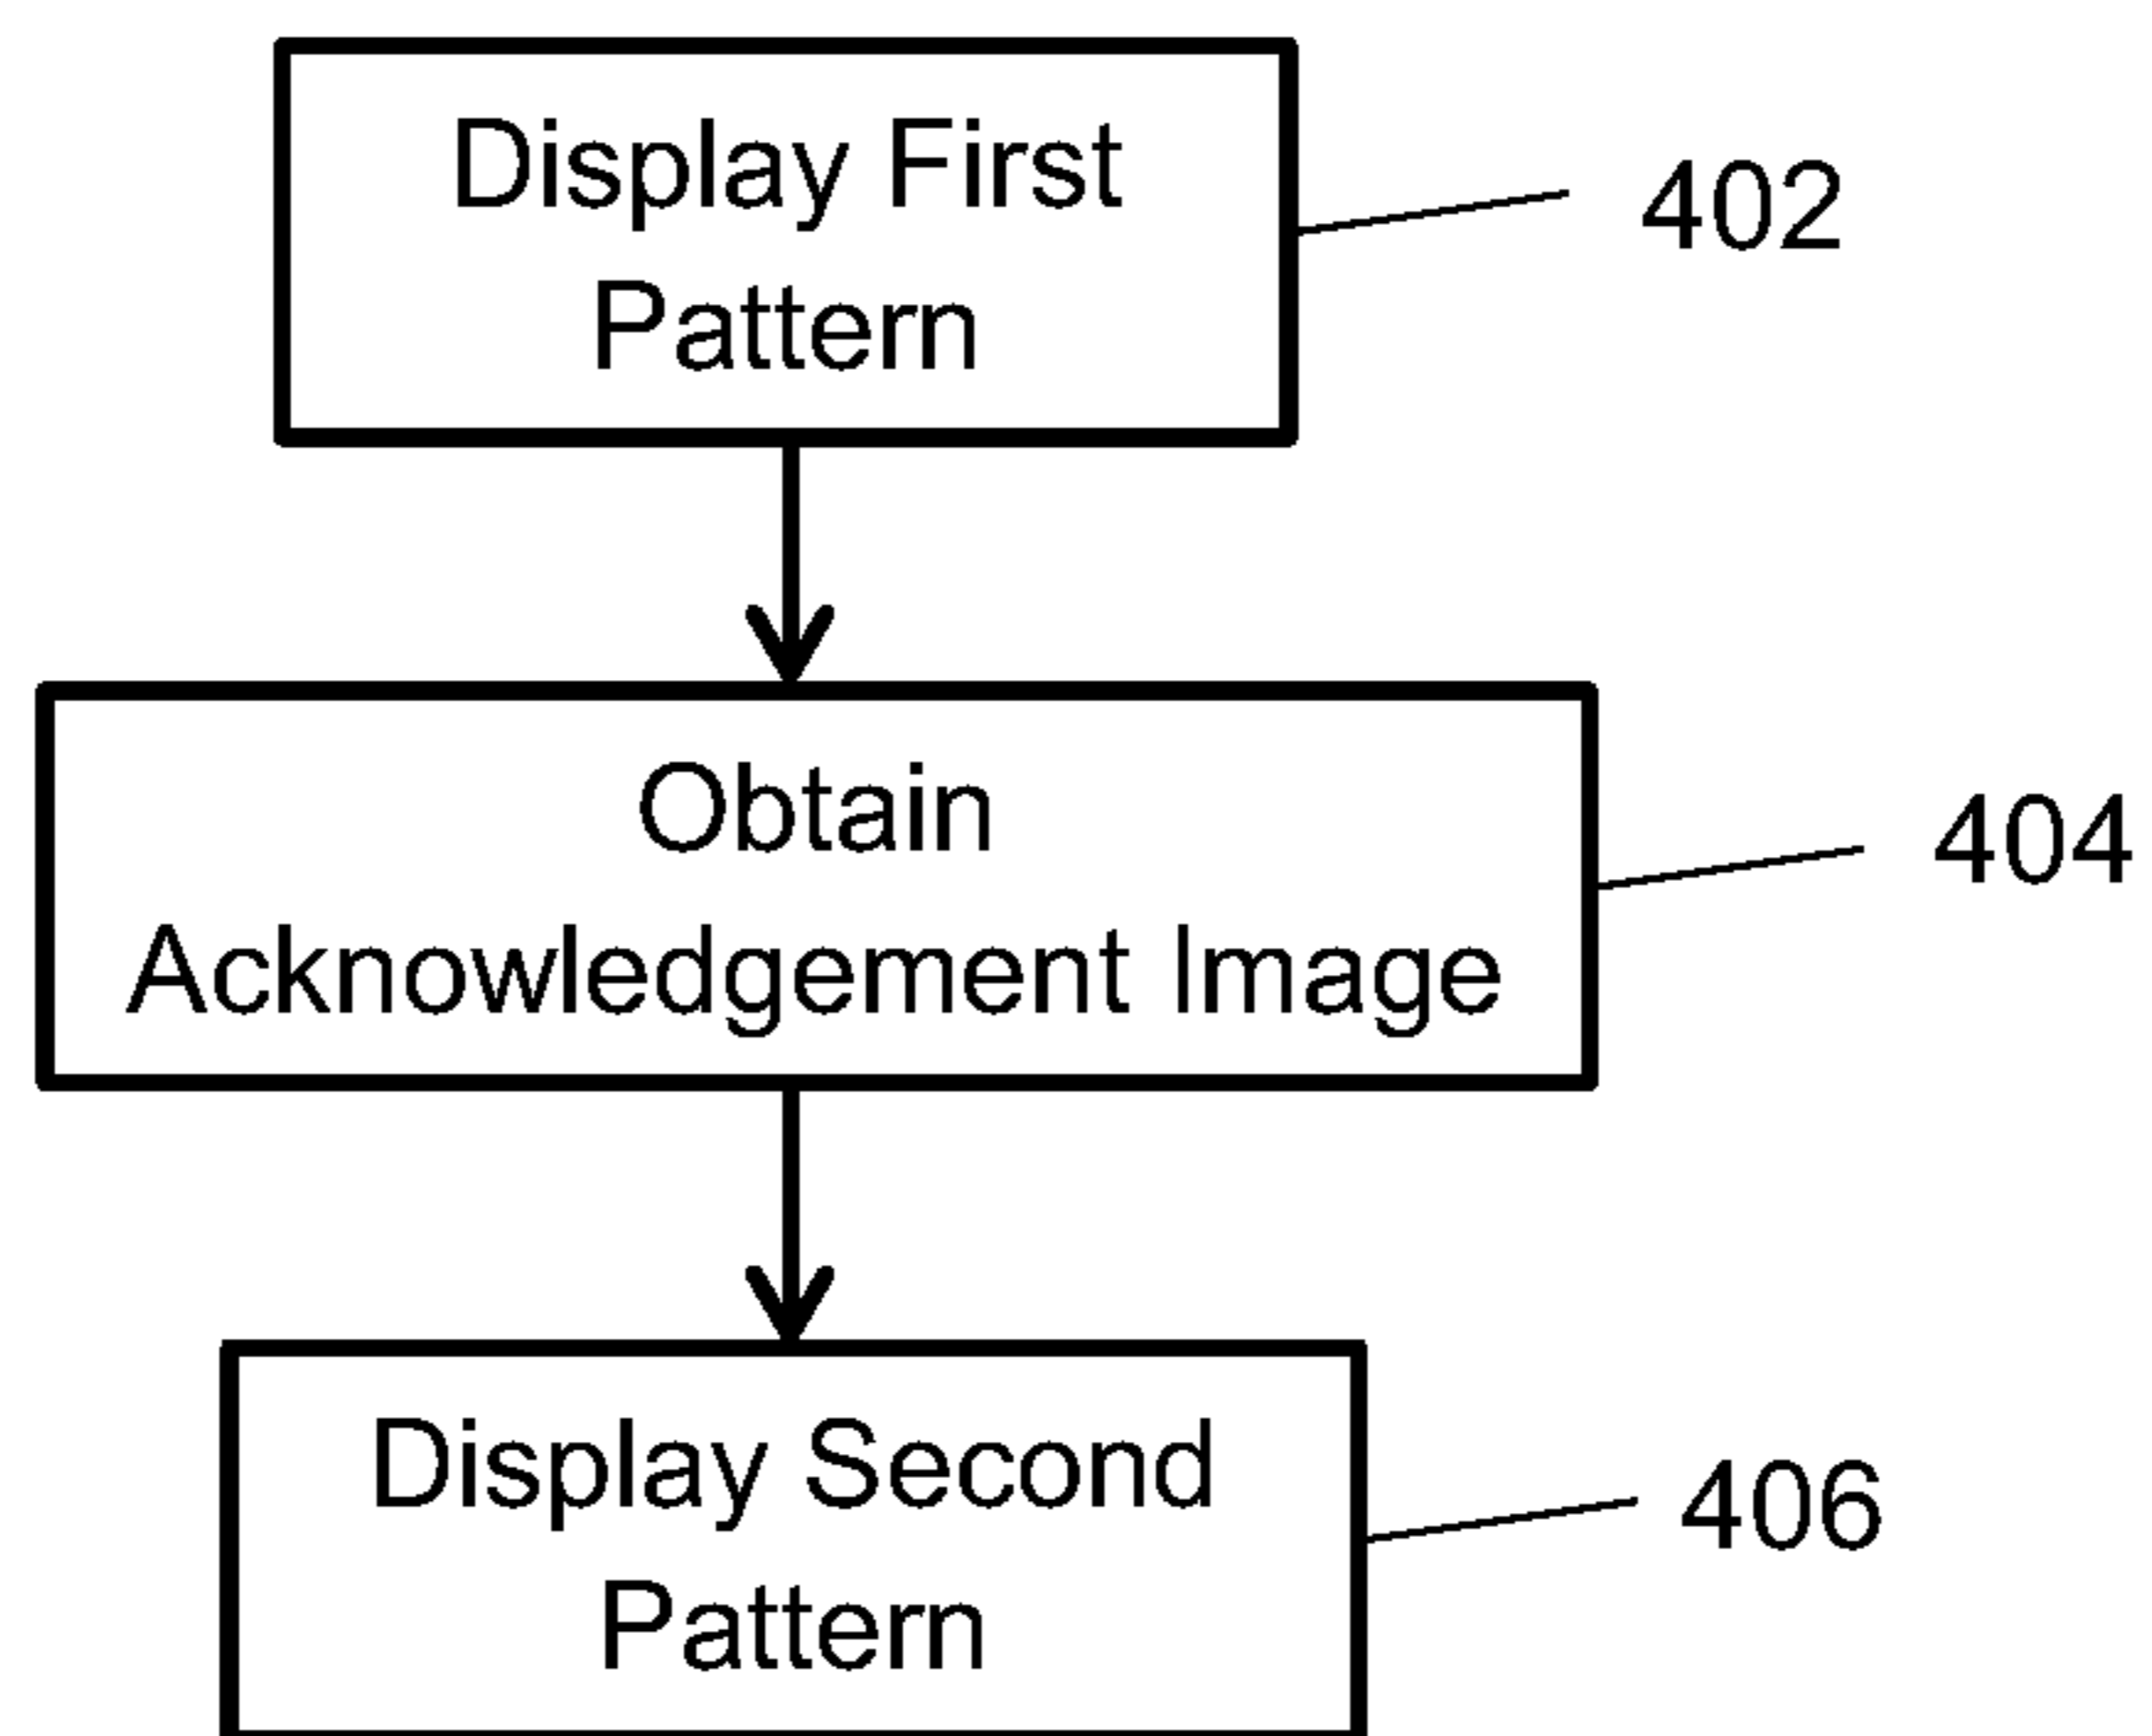 Display First
Pattern
402
Obtain
Acknowledgement Image
404
Display Second
Pattern
406